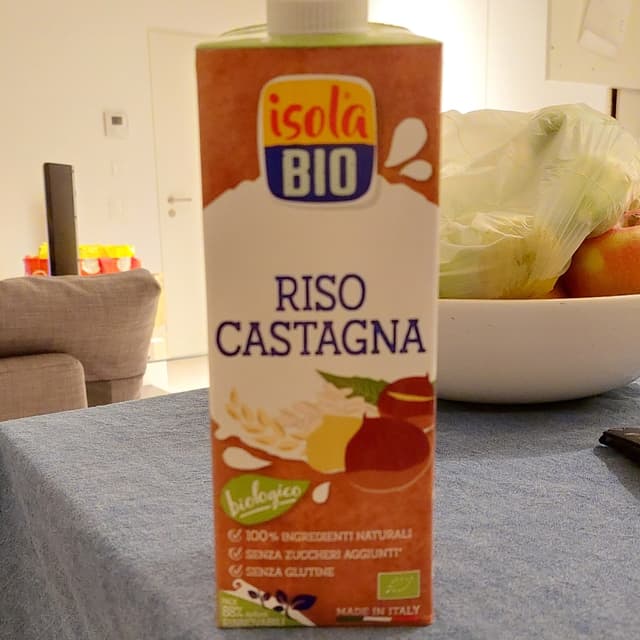 isola
BIO
RISO
CASTAGNA
biologico
100% INGREDIENTI NATURALI
SENZA ZUCCHERI AGGIUNTI*
SENZA GLUTINE
MADE IN ITALY